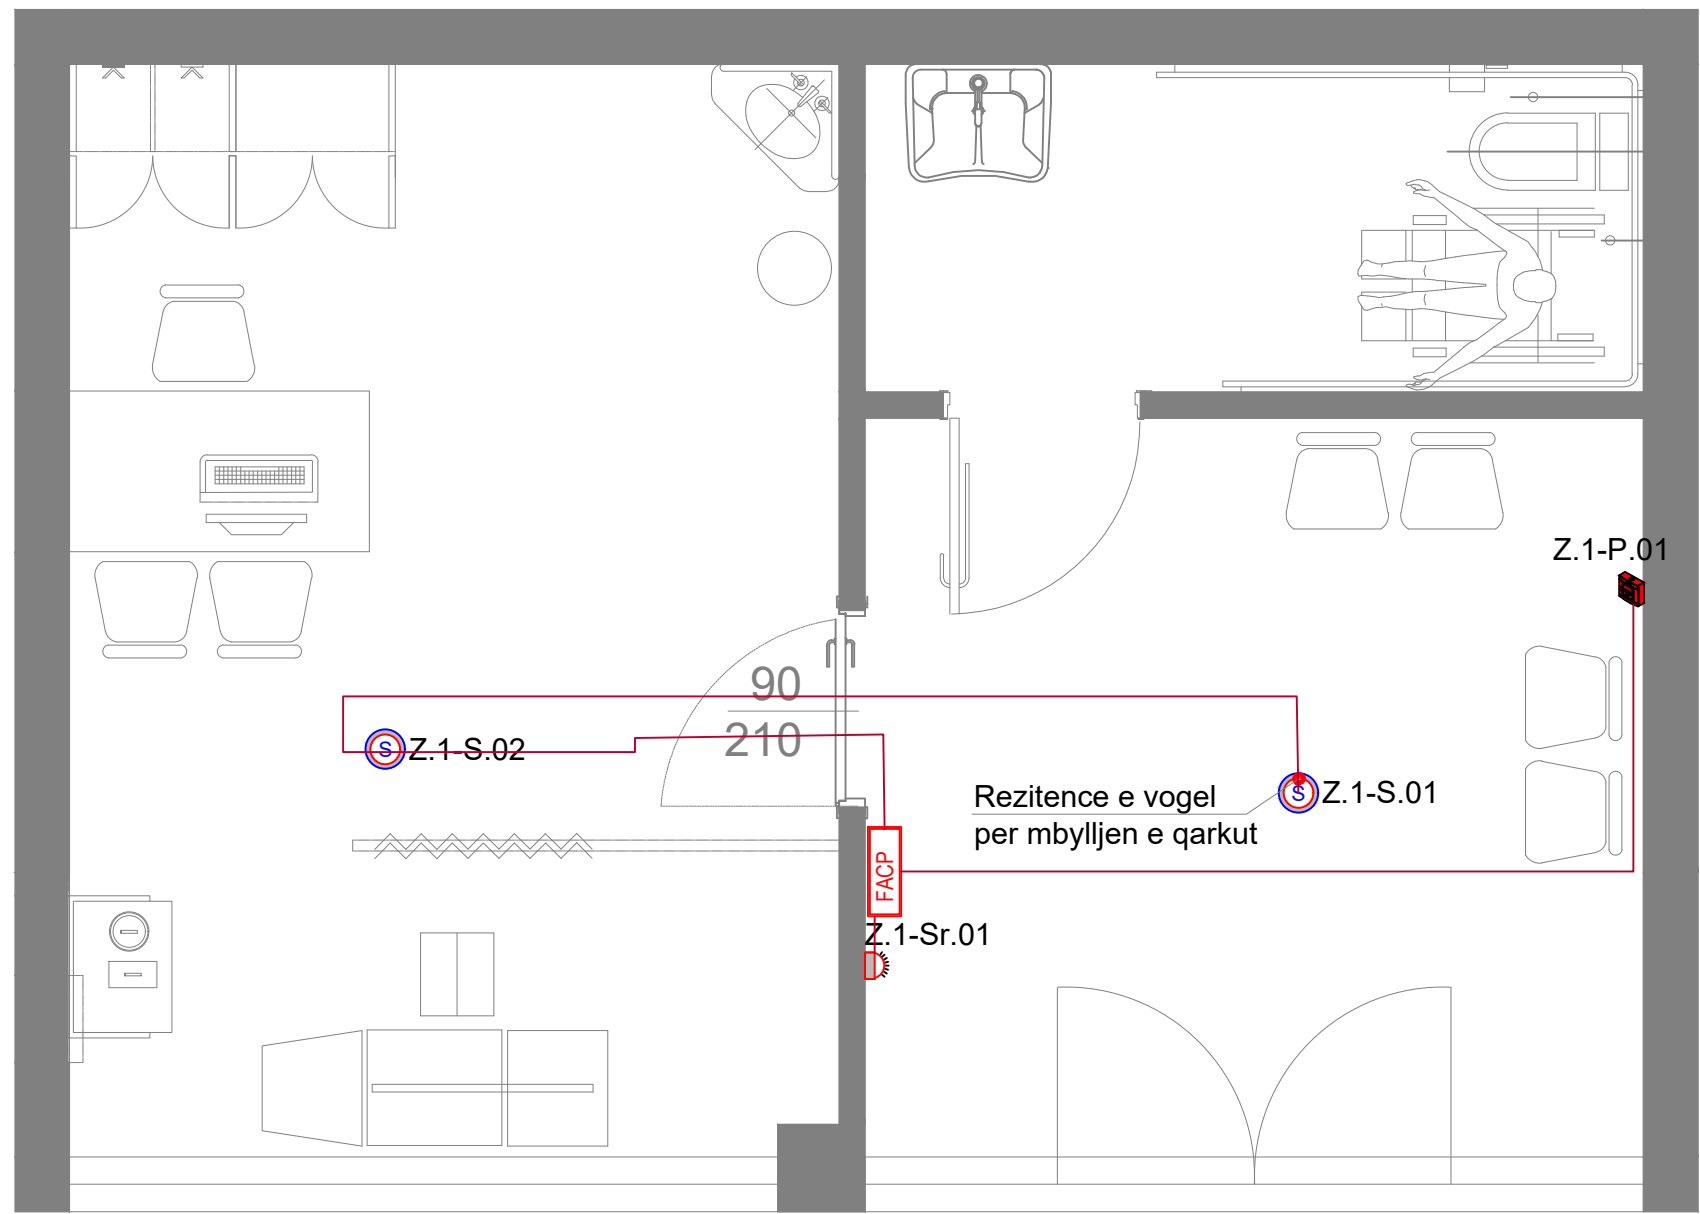 Z.1-P.01
90
210
S
Z.1-S.02
Rezitence e vogel
per mbylljen e qarkut
S
Z.1-S.01
FACP
Z.1-Sr.01